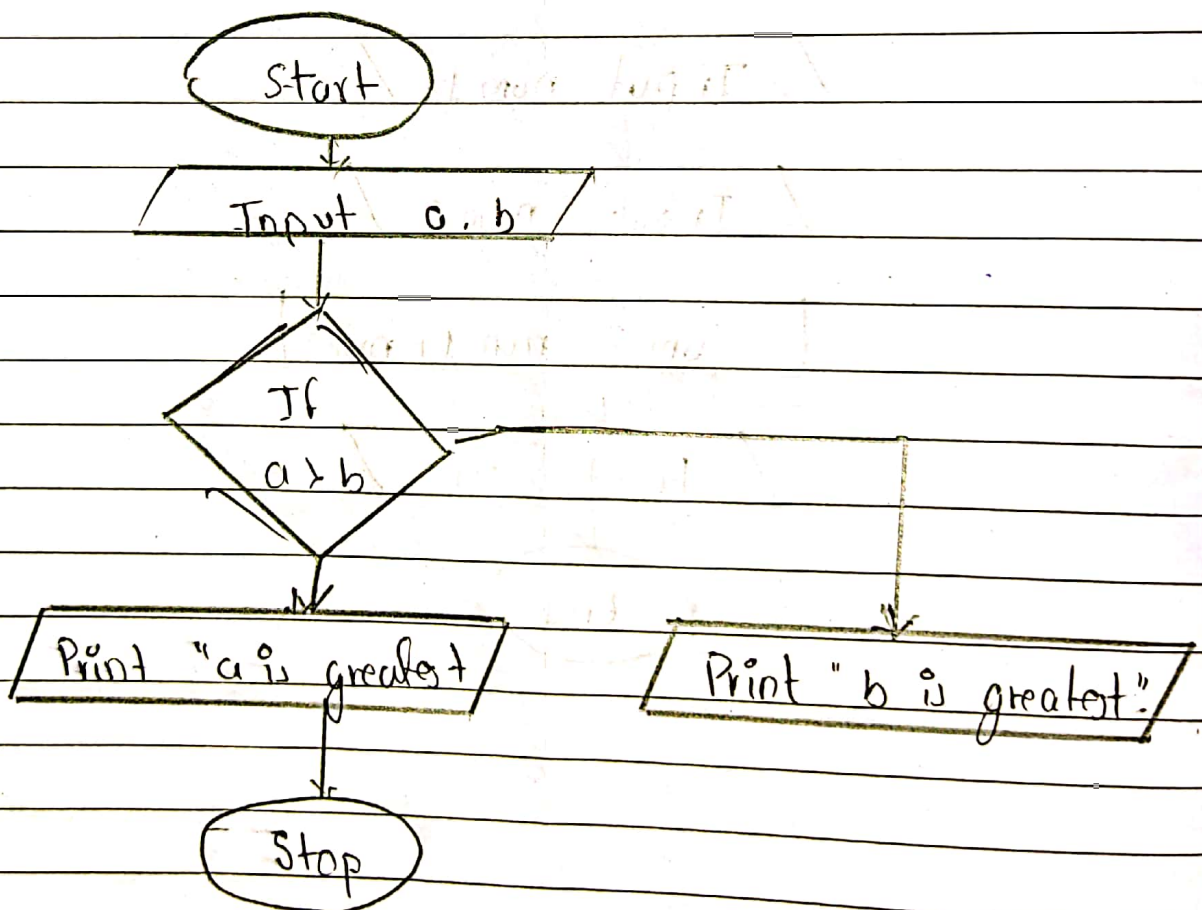 Start
Input a, b
If
a > b
Print "a is greatest
Print "b is greatest".
Stop